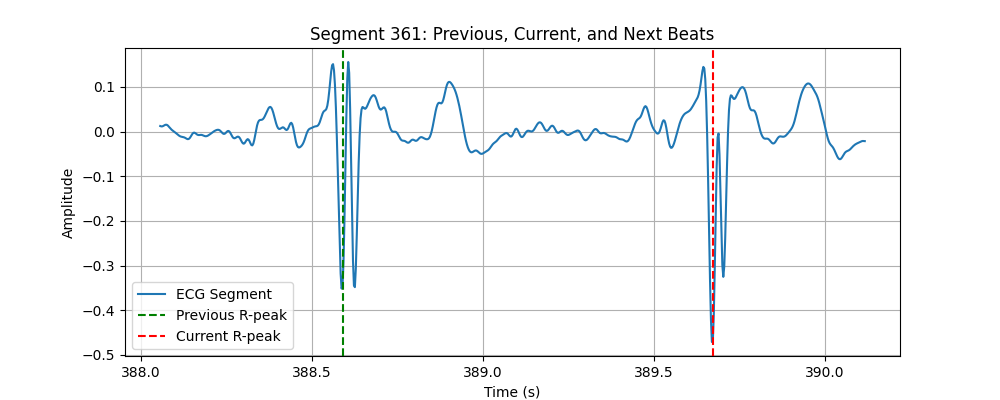 Segment 361: Previous, Current, and Next Beats
Amplitude
0.1
0.0
−0.1
−0.2
−0.3
−0.4
−0.5
ECG Segment
Previous R-peak
Current R-peak
388.0 388.5 389.0 389.5 390.0
Time (s)